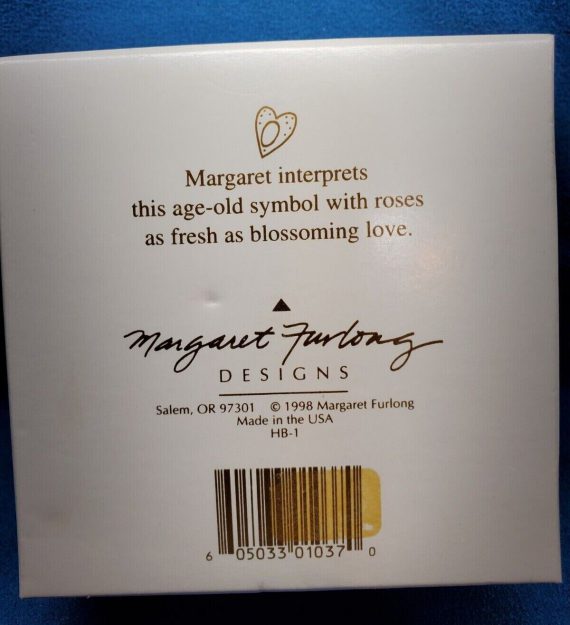 Margaret interprets
this age-old symbol with roses
as fresh as blossoming love.
Margaret Furlong
DESIGNS
Salem, OR 97301 © 1998 Margaret Furlong
Made in the USA
HB-1
6 05033 01037 0